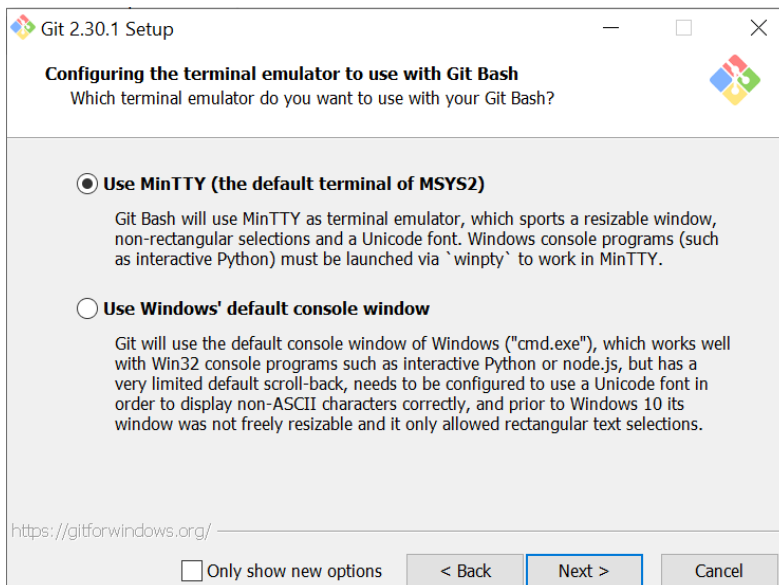 Git 2.30.1 Setup
Configuring the terminal emulator to use with Git Bash
Which terminal emulator do you want to use with your Git Bash?
Use MinTTY (the default terminal of MSYS2)
Git Bash will use MinTTY as terminal emulator, which sports a resizable window,
non-rectangular selections and a Unicode font. Windows console programs (such
as interactive Python) must be launched via `winpty` to work in MinTTY.
Use Windows' default console window
Git will use the default console window of Windows ("cmd.exe"), which works well
with Win32 console programs such as interactive Python or node.js, but has a
very limited default scroll-back, needs to be configured to use a Unicode font in
order to display non-ASCII characters correctly, and prior to Windows 10 its
window was not freely resizable and it only allowed rectangular text selections.
https://gitforwindows.org/
Only show new options
< Back
Next >
Cancel